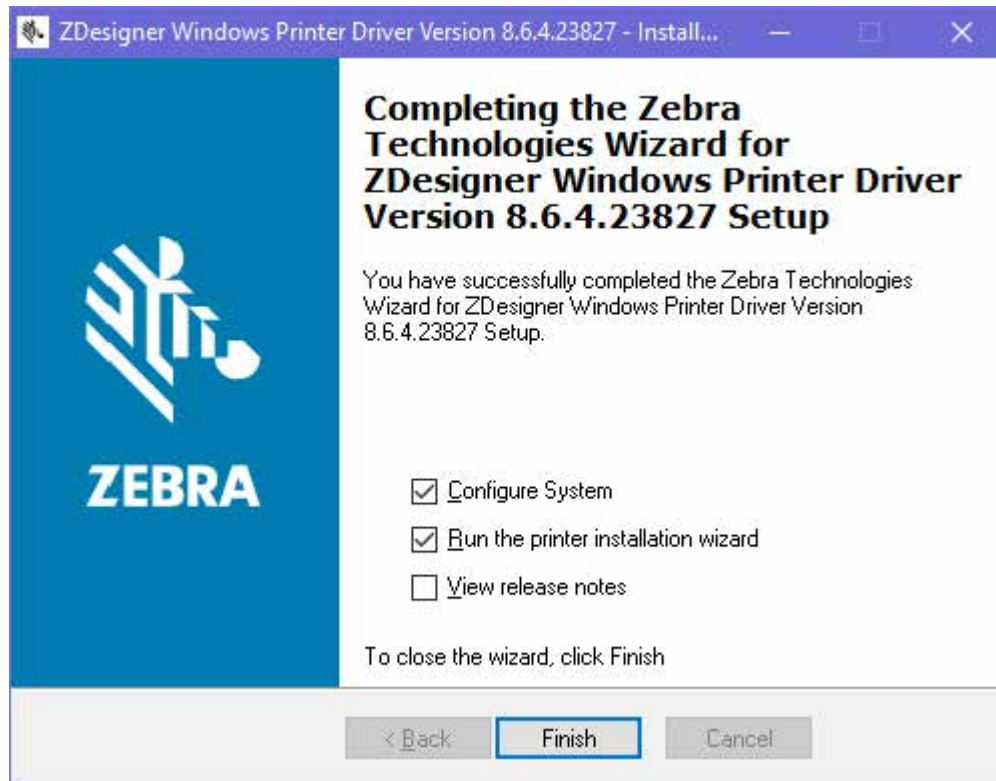 ZDesigner Windows Printer Driver Version 8.6.4.23827 - Install...
Completing the Zebra
Technologies Wizard for
ZDesigner Windows Printer Driver
Version 8.6.4.23827 Setup
You have successfully completed the Zebra Technologies
Wizard for ZDesigner Windows Printer Driver Version
8.6.4.23827 Setup.
ZEBRA
Configure System
Run the printer installation wizard
View release notes
To close the wizard, click Finish
< Back
Finish
Cancel